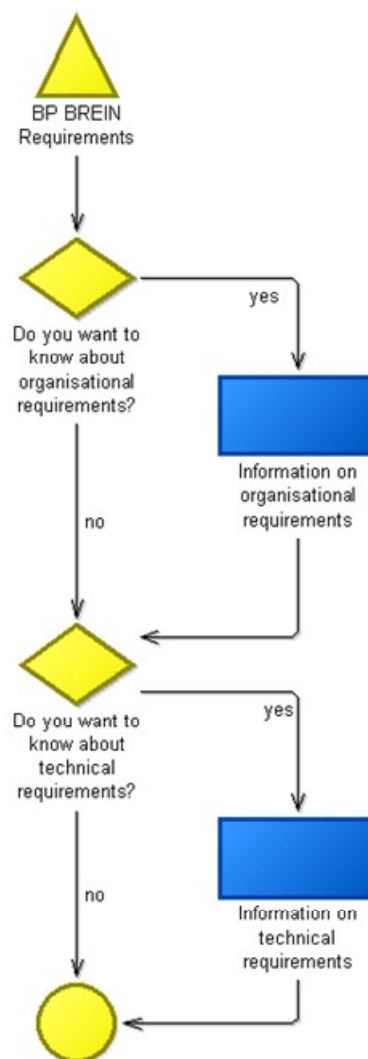 BP BREIN
Requirements
yes
Do you want to
know about
organisational
requirements?
Information on
organisational
requirements
no
yes
Do you want to
know about
technical
requirements?
no
Information on
technical
requirements